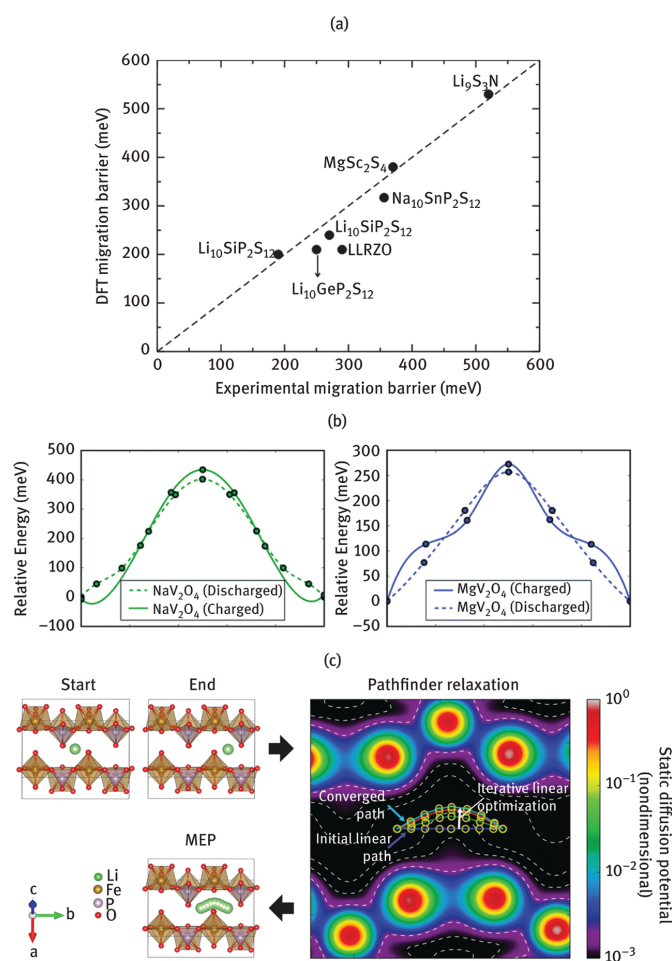 (a)
600
500
400
300
200
100
0
DFT migration barrier (meV)
Li₉S₃N
MgSc₂S₄
Na₁₀SnP₂S₁₂
Li₁₀SiP₂S₁₂
Li₁₀SiP₂S₁₂
LLRZO
Li₁₀GeP₂S₁₂
0 100 200 300 400 500 600
Experimental migration barrier (meV)
(b)
500
400
300
200
100
0
−100
Relative Energy (meV)
NaV₂O₄ (Discharged)
NaV₂O₄ (Charged)
300
250
200
150
100
50
0
−50
Relative Energy (meV)
MgV₂O₄ (Charged)
MgV₂O₄ (Discharged)
(c)
Start
End
Pathfinder relaxation
Converged
path
Iterative linear
optimization
Initial linear
path
10⁰
10⁻¹
10⁻²
10⁻³
Static diffusion potential
(nondimensional)
MEP
Li
Fe
P
O
c
b
a